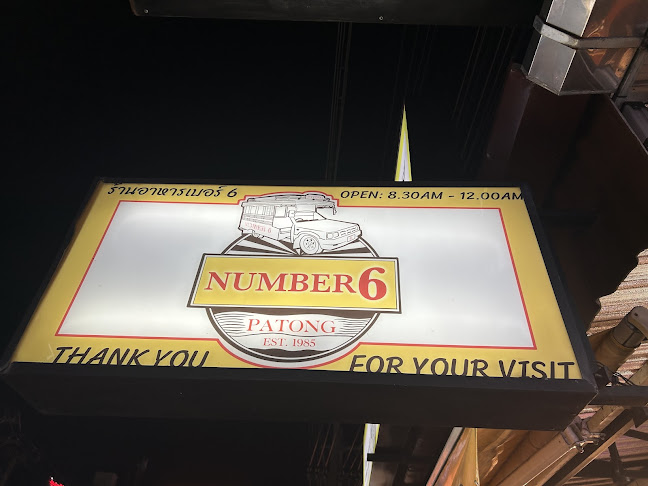 ร้านอาหารเบอร์ 6
OPEN: 8.30AM - 12.00AM
NUMBER 6
NUMBER6
PATONG
EST. 1985
THANK YOU FOR YOUR VISIT